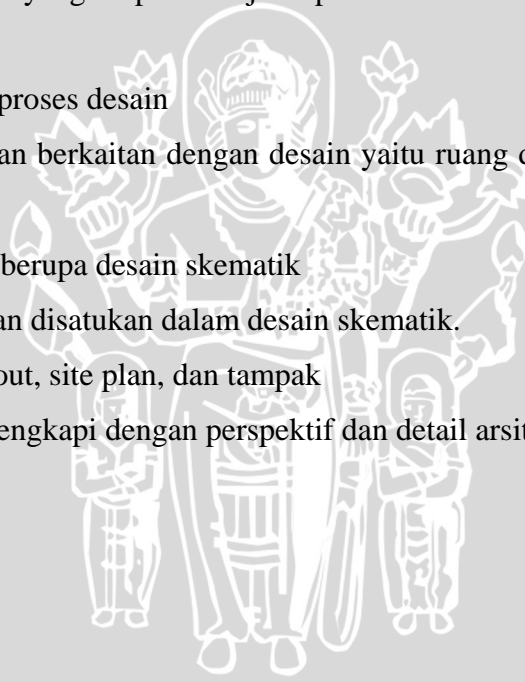 proses desain
an berkaitan dengan desain yaitu ruang
berupa desain skematik
an disatukan dalam desain skematik.
out, site plan, dan tampak
engkapi dengan perspektif dan detail arsit